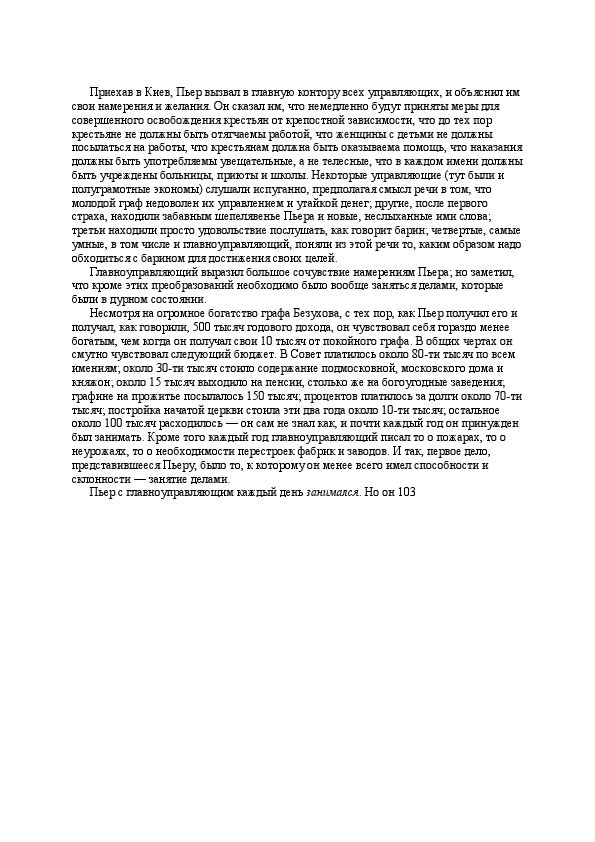 Приехав в Киев, Пьер вызвал в главную контору всех управляющих, и объяснил им
свои намерения и желания. Он сказал им, что немедленно будут приняты меры для
совершенного освобождения крестьян от крепостной зависимости, что до тех пор
крестьяне не должны быть отягчаемы работой, что женщины с детьми не должны
посылаться на работы, что крестьянам должна быть оказываема помощь, что наказания
должны быть употребляемы увещательные, а не телесные, что в каждом имени должны
быть учреждены больницы, приюты и школы. Некоторые управляющие (тут были и
полуграмотные экономы) слушали испуганно, предполагая смысл речи в том, что
молодой граф недоволен их управлением и утайкой денег; другие, после первого
страха, находили забавным шепелявенье Пьера и новые, неслыханные ими слова;
третьи находили просто удовольствие послушать, как говорит барин; четвертые, самые
умные, в том числе и главноуправляющий, поняли из этой речи то, каким образом надо
обходиться с барином для достижения своих целей.
Главноуправляющий выразил большое сочувствие намерениям Пьера; но заметил,
что кроме этих преобразований необходимо было вообще заняться делами, которые
были в дурном состоянии.
Несмотря на огромное богатство графа Безухова, с тех пор, как Пьер получил его и
получал, как говорили, 500 тысяч годового дохода, он чувствовал себя гораздо менее
богатым, чем когда он получал свои 10 тысяч от покойного графа. В общих чертах он
смутно чувствовал следующий бюджет. В Совет платилось около 80-ти тысяч по всем
имениям; около 30-ти тысяч стоило содержание подмосковной, московского дома и
княжон; около 15 тысяч выходило на пенсии, столько же на богоугодные заведения;
графине на прожитье посылалось 150 тысяч; процентов платилось за долги около 70-ти
тысяч; постройка начатой церкви стоила эти два года около 10-ти тысяч; остальное
около 100 тысяч расходилось — он сам не знал как, и почти каждый год он принужден
был занимать. Кроме того каждый год главноуправляющий писал то о пожарах, то о
неурожаях, то о необходимости перестроек фабрик и заводов. И так, первое дело,
представившееся Пьеру, было то, к которому он менее всего имел способности и
склонности — занятие делами.
Пьер с главноуправляющим каждый день занимался. Но он 103